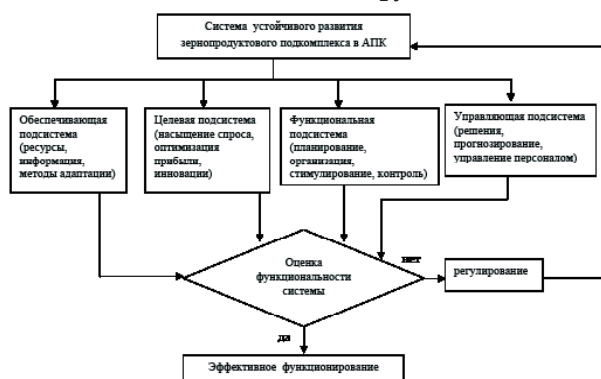 Система устойчивого развития
зернопродуктового подкомплекса в АПК
Обеспечивающая
подсистема
(ресурсы,
информация,
методы адаптации)
Целевая подсистема
(насыщение спроса,
оптимизация
прибыли,
инновации)
Функциональная
подсистема
(планирование,
организация,
стимулирование, контроль)
Управляющая подсистема
(решения,
прогнозирование,
управление персоналом)
Оценка
функциональности
системы
нет
регулирование
да
Эффективное функционирование